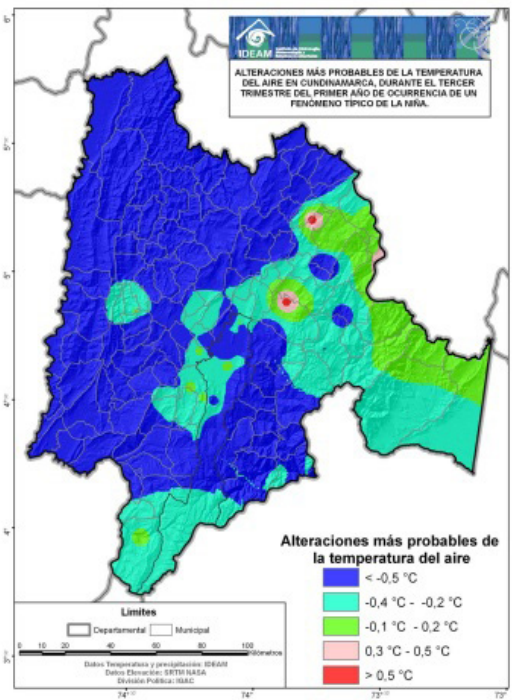 IDEAM
ALTERACIONES MÁS PROBABLES DE LA TEMPERATURA
DEL AIRE EN CUNDINAMARCA, DURANTE EL TERCER
TRIMESTRE DEL PRIMER AÑO DE OCURRENCIA DE UN
FENÓMENO TÍPICO DE LA NIÑA.
Alteraciones más probables de
la temperatura del aire
< -0,5 °C
-0,4 °C - -0,2 °C
-0,1 °C - 0,2 °C
0,3 °C - 0,5 °C
> 0,5 °C
Límites
Departamental Municipal
10 20 40 60 80 100
Kilómetros
Datos Temperatura y precipitación: IDEAM
Datos Elevación: SRTM NASA
División Política: IGAC
74° 74° 73° 73°